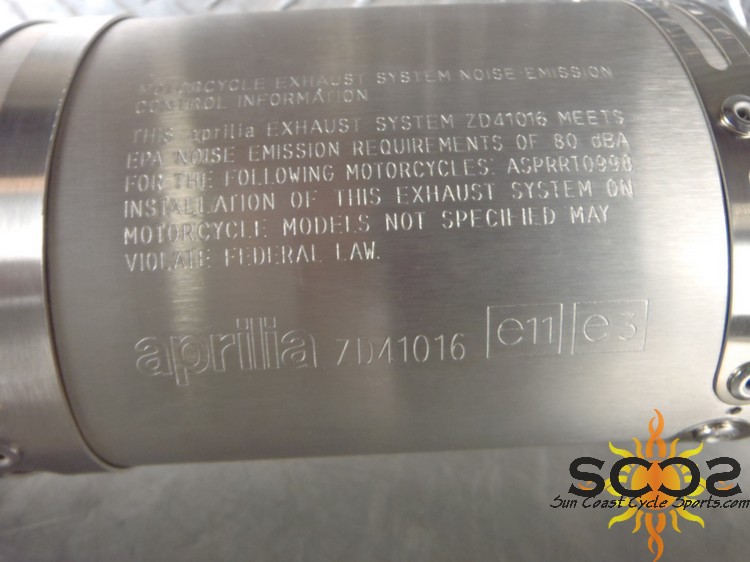 MOTORCYCLE EXHAUST SYSTEM NOISE EMISSION
CONTROL INFORMATION
THIS aprilia EXHAUST SYSTEM ZD41016 MEETS
EPA NOISE EMISSION REQUIREMENTS OF 80 dBA
FOR THE FOLLOWING MOTORCYCLES: ASPRRT0998
INSTALLATION OF THIS EXHAUST SYSTEM ON
MOTORCYCLE MODELS NOT SPECIFIED MAY
VIOLATE FEDERAL LAW.
aprilia ZD41016 e11 e3
SCCS
Sun Coast Cycle Sports.com